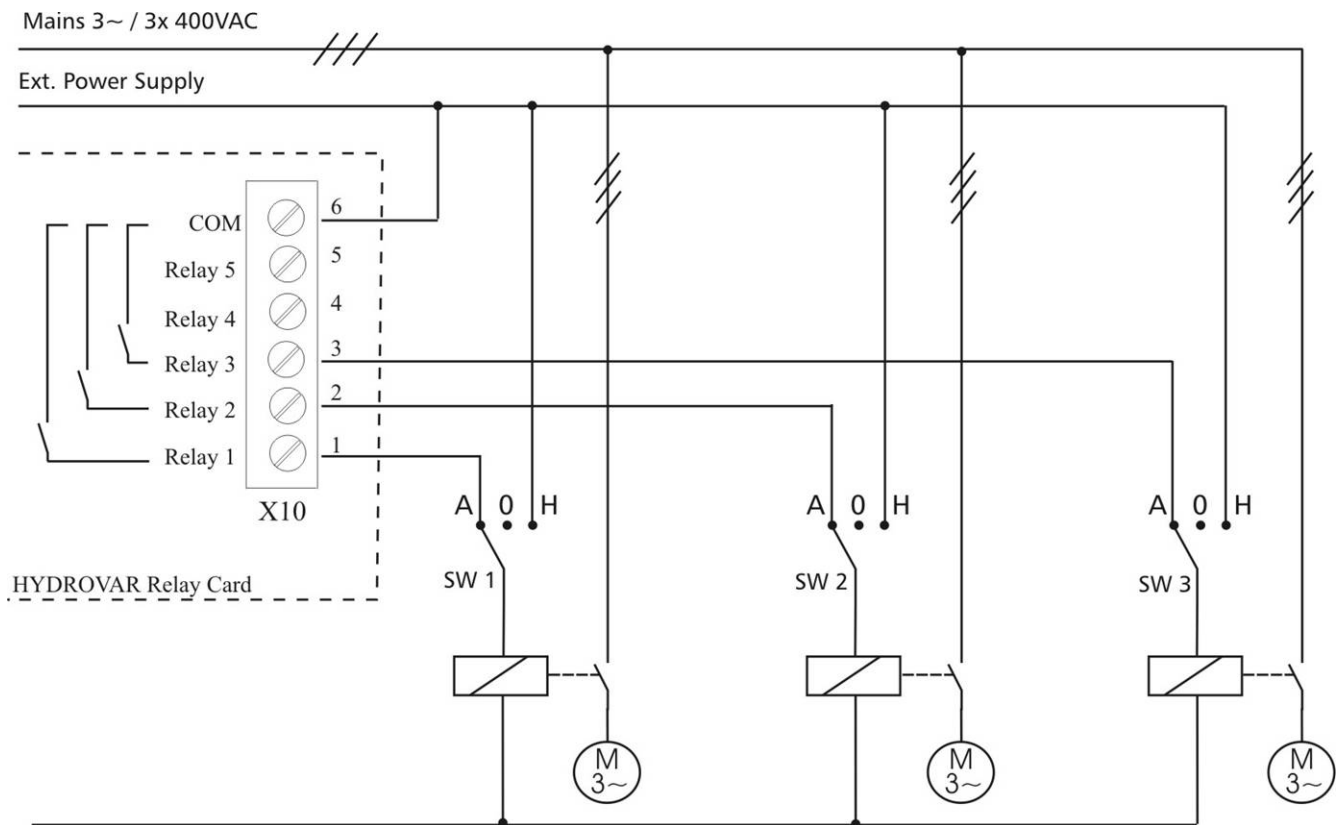 Mains 3~ / 3x 400VAC
Ext. Power Supply
COM 6
Relay 5 5
Relay 4 4
Relay 3 3
Relay 2 2
Relay 1 1
X10
HYDROVAR Relay Card
A 0 H
SW 1
A 0 H
SW 2
A 0 H
SW 3
M
3~
M
3~
M
3~